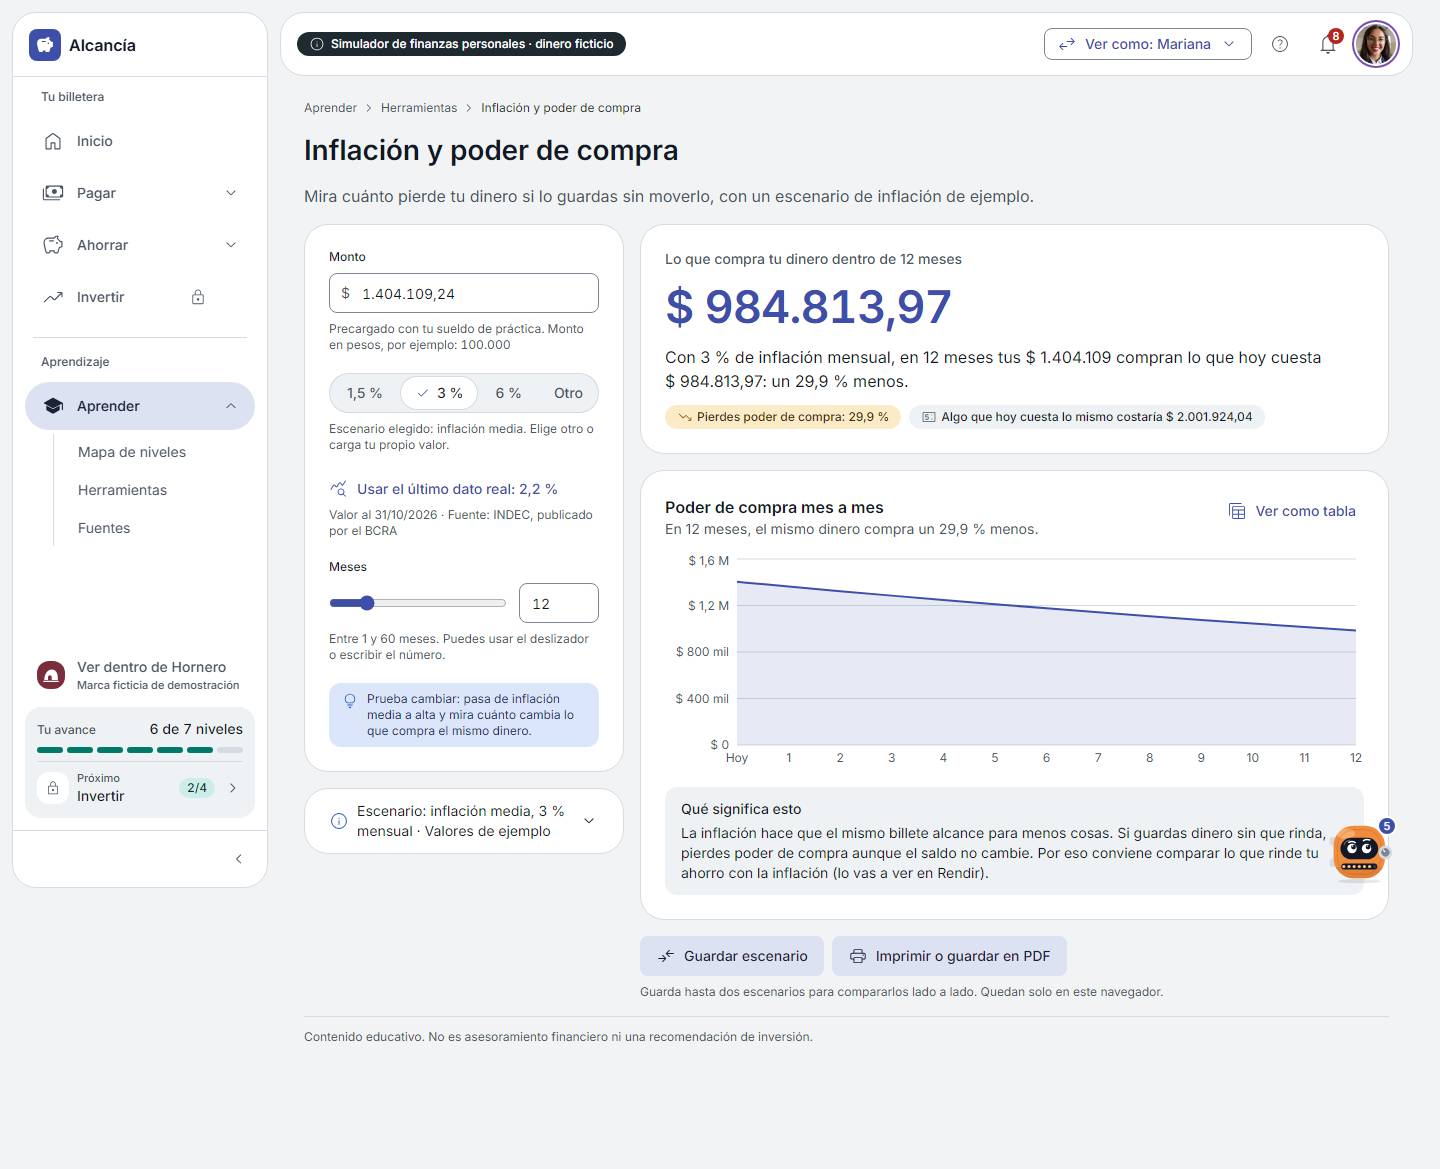 Alcancía
Tu billetera
Inicio
Pagar
Ahorrar
Invertir
Aprendizaje
Aprender
Mapa de niveles
Herramientas
Fuentes
Ver dentro de Hornero
Marca ficticia de demostración
Tu avance 6 de 7 niveles
Próximo
Invertir
2/4
Simulador de finanzas personales · dinero ficticio
Ver como: Mariana
8
Aprender > Herramientas > Inflación y poder de compra
Inflación y poder de compra
Mira cuánto pierde tu dinero si lo guardas sin moverlo, con un escenario de inflación de ejemplo.
Monto
$ 1.404.109,24
Precargado con tu sueldo de práctica. Monto
en pesos, por ejemplo: 100.000
1,5 % 3 % 6 % Otro
Escenario elegido: inflación media. Elige otro o
carga tu propio valor.
Usar el último dato real: 2,2 %
Valor al 31/10/2026 · Fuente: INDEC, publicado
por el BCRA
Meses
12
Entre 1 y 60 meses. Puedes usar el deslizador
o escribir el número.
Prueba cambiar: pasa de inflación
media a alta y mira cuánto cambia lo
que compra el mismo dinero.
Escenario: inflación media, 3 %
mensual · Valores de ejemplo
Lo que compra tu dinero dentro de 12 meses
$ 984.813,97
Con 3 % de inflación mensual, en 12 meses tus $ 1.404.109 compran lo que hoy cuesta
$ 984.813,97: un 29,9 % menos.
Pierdes poder de compra: 29,9 %
Algo que hoy cuesta lo mismo costaría $ 2.001.924,04
Poder de compra mes a mes
En 12 meses, el mismo dinero compra un 29,9 % menos.
Ver como tabla
$ 1,6 M
$ 1,2 M
$ 800 mil
$ 400 mil
$ 0
Hoy 1 2 3 4 5 6 7 8 9 10 11 12
Qué significa esto
La inflación hace que el mismo billete alcance para menos cosas. Si guardas dinero sin que rinda,
pierdes poder de compra aunque el saldo no cambie. Por eso conviene comparar lo que rinde tu
ahorro con la inflación (lo vas a ver en Rendir).
5
Guardar escenario
Imprimir o guardar en PDF
Guarda hasta dos escenarios para compararlos lado a lado. Quedan solo en este navegador.
Contenido educativo. No es asesoramiento financiero ni una recomendación de inversión.